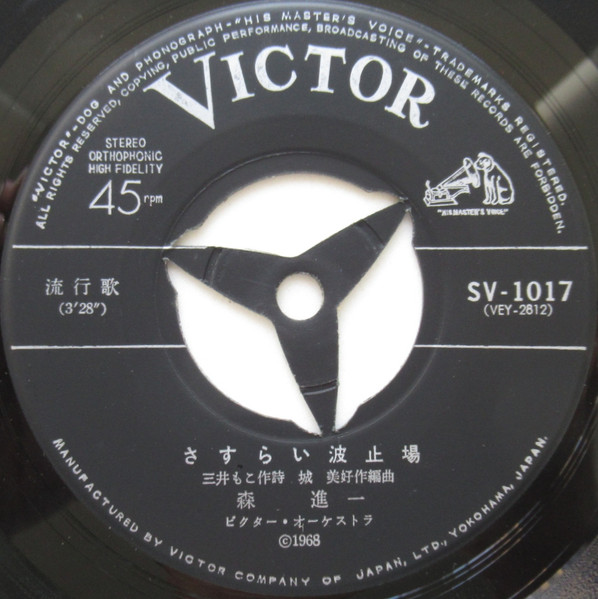 "VICTOR"-DOG AND PHONOGRAPH-"HIS MASTER'S VOICE"-TRADEMARKS REGISTERED.
ALL RIGHTS RESERVED, COPYING, PUBLIC PERFORMANCE, BROADCASTING OF THESE RECORDS ARE FORBIDDEN.
VICTOR
STEREO
ORTHOPHONIC
HIGH FIDELITY
45 rpm
"HIS MASTER'S VOICE"
流行歌
(3'28")
SV-1017
(VEY-2812)
さすらい波止場
三井もこ作詩 城 美好作編曲
森 進一
ビクター・オーケストラ
©1968
MANUFACTURED BY VICTOR COMPANY OF JAPAN, LTD., YOKOHAMA, JAPAN.